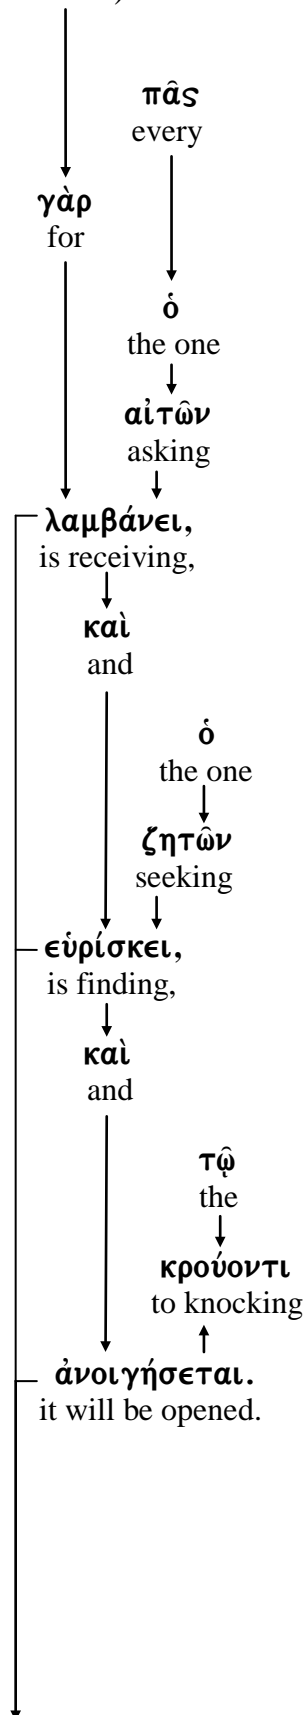 πᾶς
every
γὰρ
for
ὁ
the one
αἰτῶν
asking
λαμβάνει,
is receiving,
καὶ
and
ὁ
the one
ζητῶν
seeking
εὑρίσκει,
is finding,
καὶ
and
τῷ
the
κρούοντι
to knocking
ἀνοιγήσεται.
it will be opened.